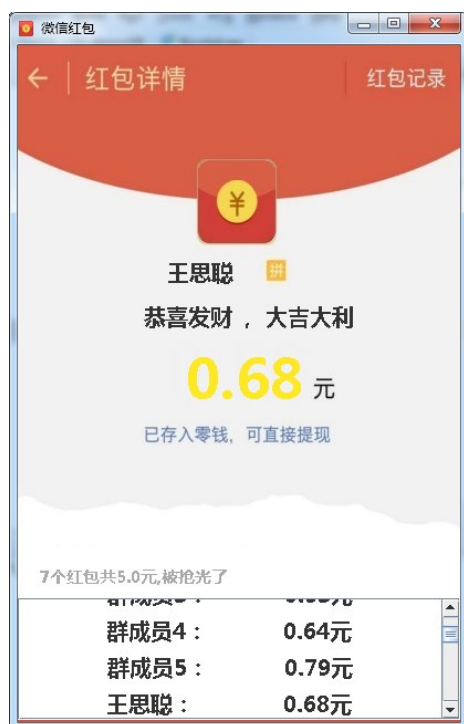 微信红包
红包详情 红包记录
¥
王思聪 拼
恭喜发财 , 大吉大利
0.68 元
已存入零钱，可直接提现
7个红包共5.0元,被抢光了
群成员4： 0.64元
群成员5： 0.79元
王思聪： 0.68元